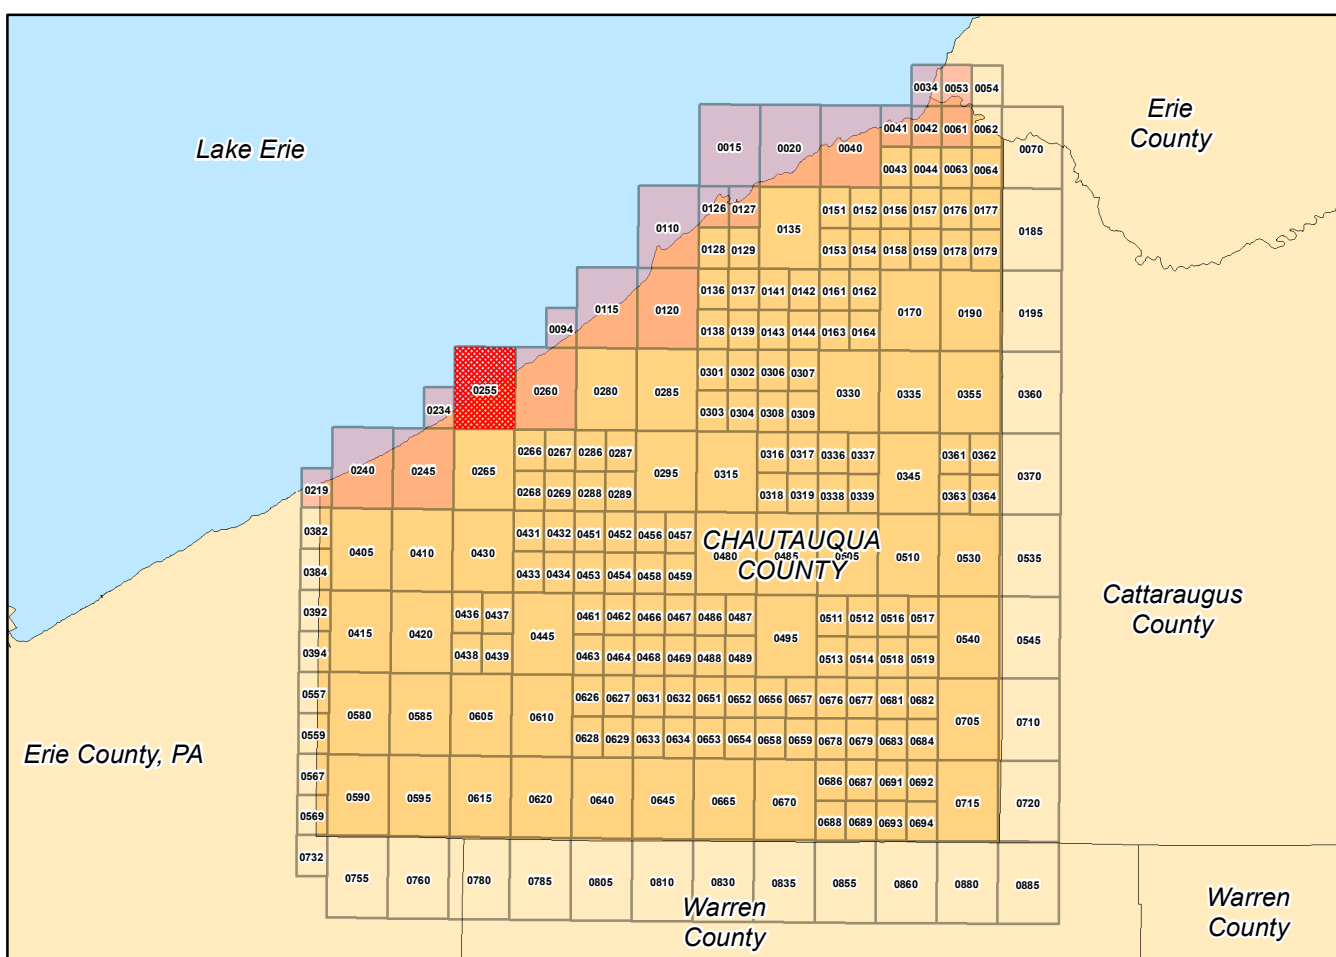 0034 0053 0054
Erie
County
Lake Erie
0015 0020 0040 0041 0042 0061 0062 0070
0043 0044 0063 0064
0110 0126 0127 0135 0151 0152 0156 0157 0176 0177 0185
0128 0129 0153 0154 0158 0159 0178 0179
0094 0115 0120 0136 0137 0141 0142 0161 0162 0170 0190 0195
0138 0139 0143 0144 0163 0164
0234 0255 0260 0280 0285 0301 0302 0306 0307 0330 0335 0355 0360
0303 0304 0308 0309
0219 0240 0245 0265 0266 0267 0286 0287 0295 0315 0316 0317 0336 0337 0345 0361 0362 0370
0268 0269 0288 0289 0318 0319 0338 0339 0363 0364
0382 0405 0410 0430 0431 0432 0451 0452 0456 0457 0480 0485 0505 0510 0530 0535
0384 0433 0434 0453 0454 0458 0459
CHAUTAUQUA
COUNTY
0392 0415 0420 0436 0437 0445 0461 0462 0466 0467 0486 0487 0495 0511 0512 0516 0517 0540 0545
0394 0438 0439 0463 0464 0468 0469 0488 0489 0513 0514 0518 0519
Cattaraugus
County
0557 0580 0585 0605 0610 0626 0627 0631 0632 0651 0652 0656 0657 0676 0677 0681 0682 0705 0710
0559 0628 0629 0633 0634 0653 0654 0658 0659 0678 0679 0683 0684
Erie County, PA
0567 0590 0595 0615 0620 0640 0645 0665 0670 0686 0687 0691 0692 0715 0720
0569 0688 0689 0693 0694
0732 0755 0760 0780 0785 0805 0810 0830 0835 0855 0860 0880 0885
Warren
County
Warren
County